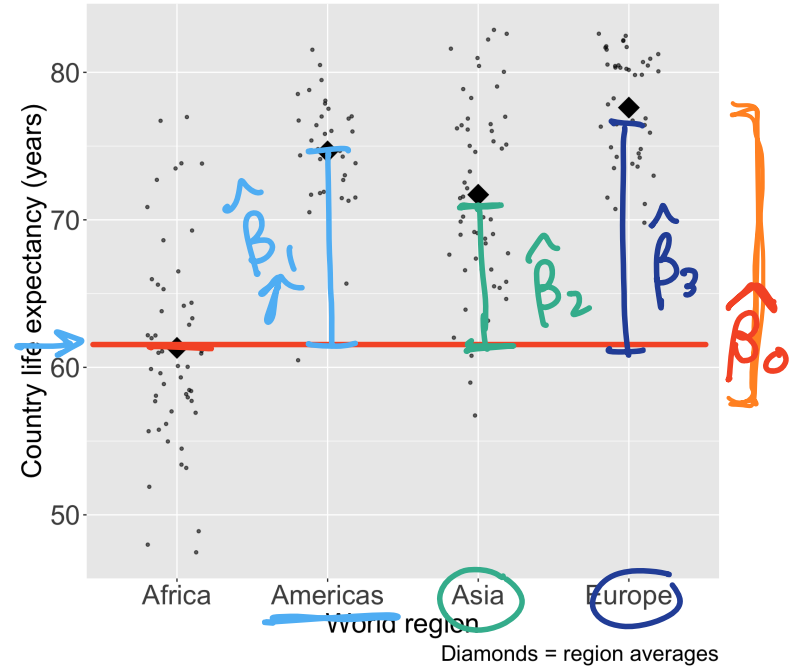 Country life expectancy (years)
80
70
60
50
β̂1
β̂2
β̂3
β̂0
Africa
Americas
Asia
Europe
World region
Diamonds = region averages